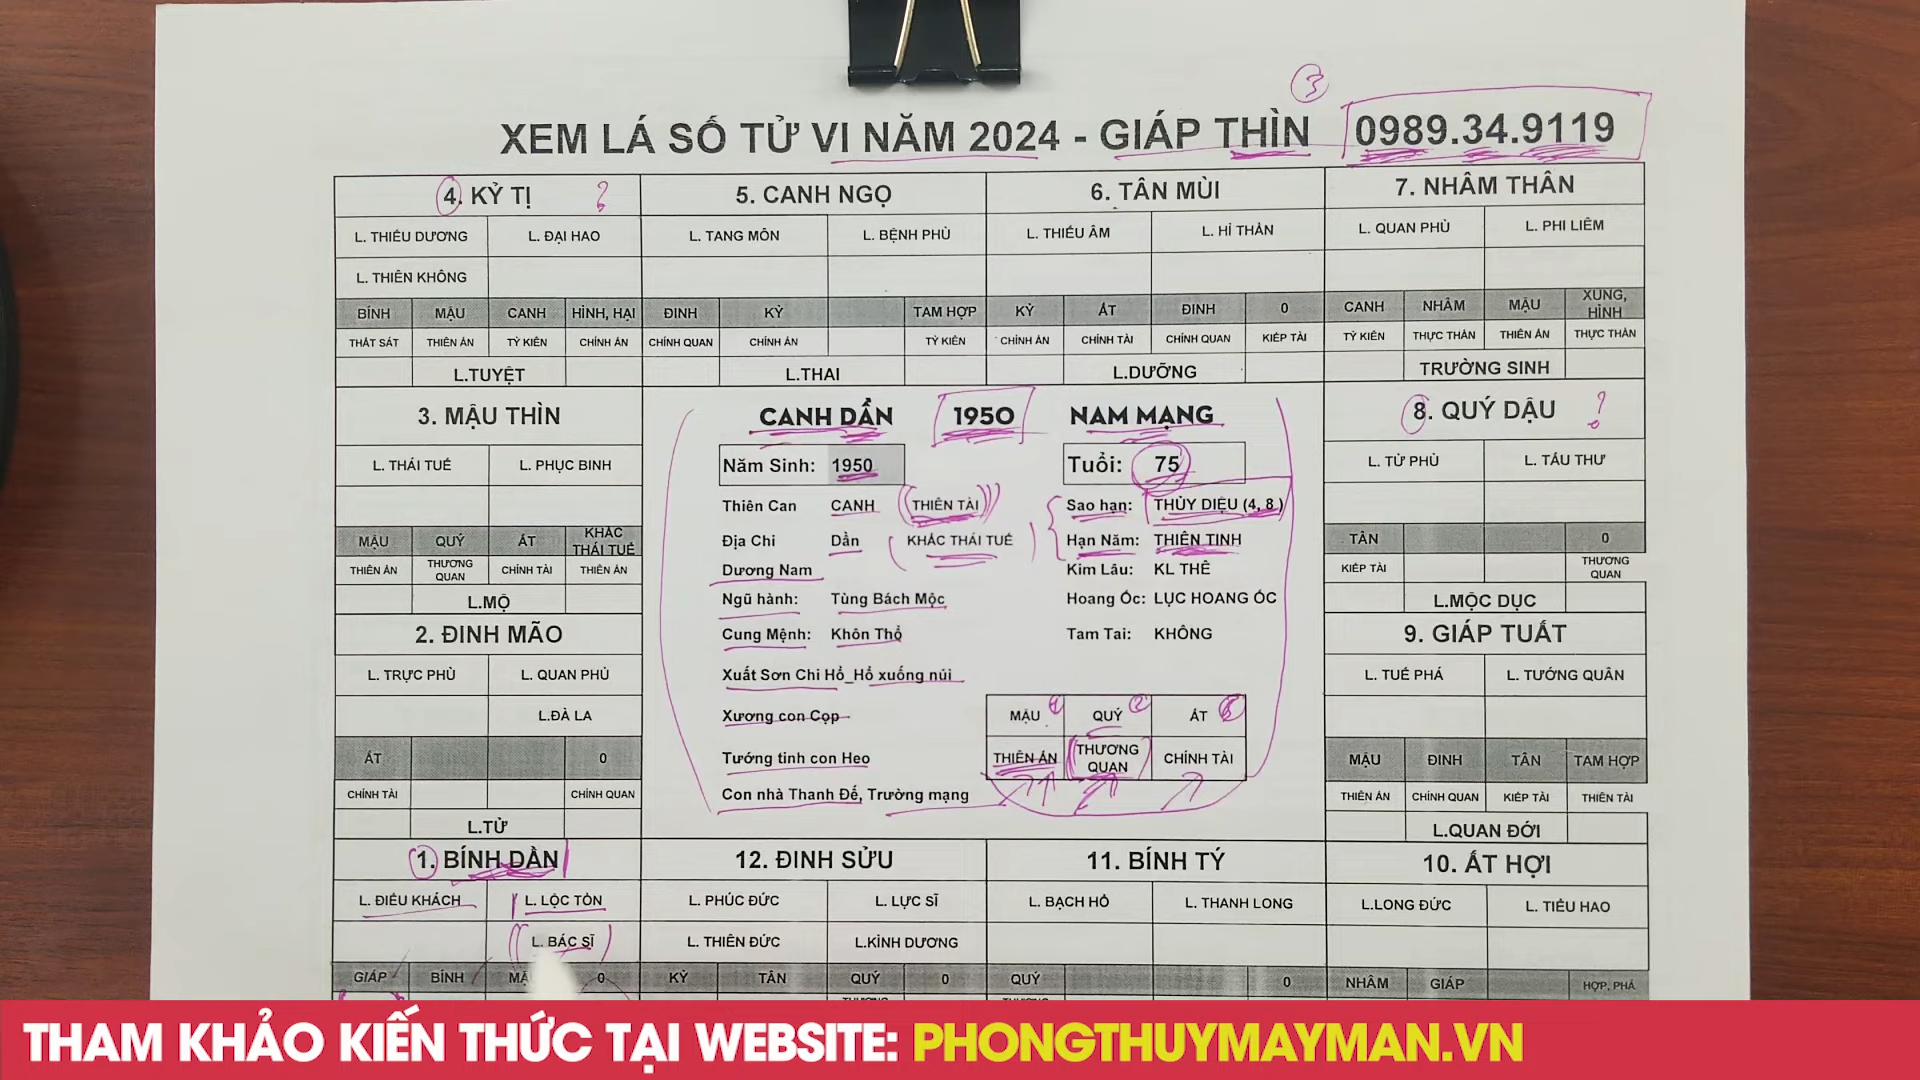 XEM LÁ SỐ TỬ VI NĂM 2024 - GIÁP THÌN 0989.34.9119
3
4. KỶ TỊ ?
L. THIẾU DƯƠNG L. ĐẠI HAO
L. THIÊN KHÔNG
BÍNH MẬU CANH HÌNH, HẠI
THẤT SÁT THIÊN ẤN TỶ KIÊN CHÍNH ẤN
L.TUYỆT
5. CANH NGỌ
L. TANG MÔN L. BỆNH PHÙ
ĐINH KỶ TAM HỢP
CHÍNH QUAN CHÍNH ẤN TỶ KIÊN
L.THAI
6. TÂN MÙI
L. THIẾU ÂM L. HỈ THẦN
KỶ ẤT ĐINH 0
CHÍNH ẤN CHÍNH TÀI CHÍNH QUAN KIẾP TÀI
L.DƯỠNG
7. NHÂM THÂN
L. QUAN PHÙ L. PHI LIÊM
CANH NHÂM MẬU XUNG, HÌNH
TỶ KIÊN THỰC THẦN THIÊN ẤN THỰC THẦN
TRƯỜNG SINH
3. MẬU THÌN
L. THÁI TUẾ L. PHỤC BINH
MẬU QUÝ ẤT KHẮC THÁI TUẾ
THIÊN ẤN THƯƠNG QUAN CHÍNH TÀI THIÊN ẤN
L.MỘ
CANH DẦN 1950 NAM MẠNG
Năm Sinh: 1950 Tuổi: 75
Thiên Can CANH THIÊN TÀI Sao hạn: THỦY DIỆU (4, 8 )
Địa Chi Dần KHẮC THÁI TUẾ Hạn Năm: THIÊN TINH
Dương Nam Kim Lâu: KL THÊ
Ngũ hành: Tùng Bách Mộc Hoang Ốc: LỤC HOANG ỐC
Cung Mệnh: Khôn Thổ Tam Tai: KHÔNG
Xuất Sơn Chi Hổ_Hổ xuống núi
Xương con Cọp
Tướng tinh con Heo
Con nhà Thanh Đế, Trường mạng
MẬU 1 QUÝ 2 ẤT 3
THIÊN ẤN THƯƠNG QUAN CHÍNH TÀI
8. QUÝ DẬU ?
L. TỬ PHÙ L. TẤU THƯ
TÂN 0
KIẾP TÀI THƯƠNG QUAN
L.MỘC DỤC
2. ĐINH MÃO
L. TRỰC PHÙ L. QUAN PHỦ
L.ĐÀ LA
ẤT 0
CHÍNH TÀI CHÍNH QUAN
L.TỬ
9. GIÁP TUẤT
L. TUẾ PHÁ L. TƯỚNG QUÂN
MẬU ĐINH TÂN TAM HỢP
THIÊN ẤN CHÍNH QUAN KIẾP TÀI THIÊN TÀI
L.QUAN ĐỚI
1. BÍNH DẦN
L. ĐIẾU KHÁCH L. LỘC TỒN
L. BÁC SĨ
GIÁP BÍNH 0
12. ĐINH SỬU
L. PHÚC ĐỨC L. LỰC SĨ
L. THIÊN ĐỨC L.KÌNH DƯƠNG
KỶ TÂN QUÝ 0
11. BÍNH TÝ
L. BẠCH HỔ L. THANH LONG
QUÝ 0
10. ẤT HỢI
L.LONG ĐỨC L. TIỂU HAO
NHÂM GIÁP HỢP, PHÁ
THAM KHẢO KIẾN THỨC TẠI WEBSITE: PHONGTHUYMAYMAN.VN